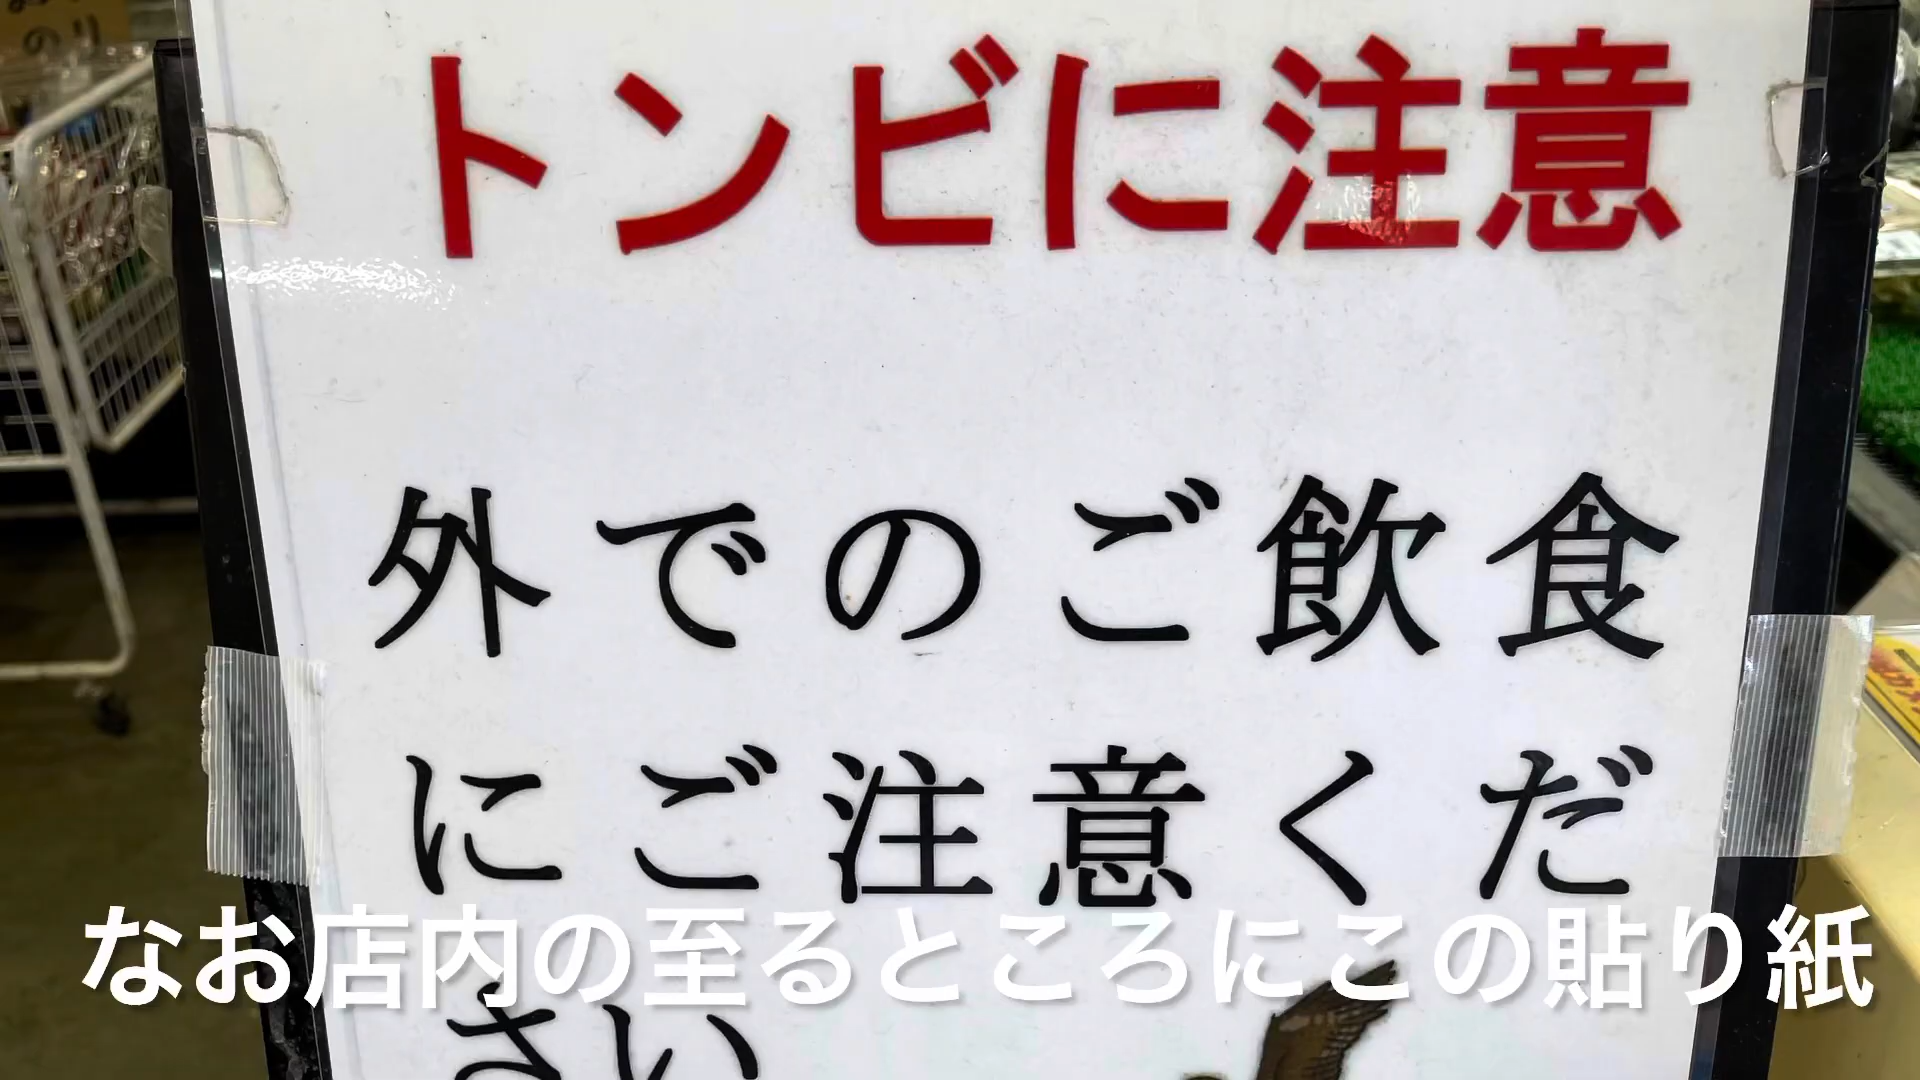 トンビに注意
外でのご飲食
にご注意くだ
さい
なお店内の至るところにこの貼り紙